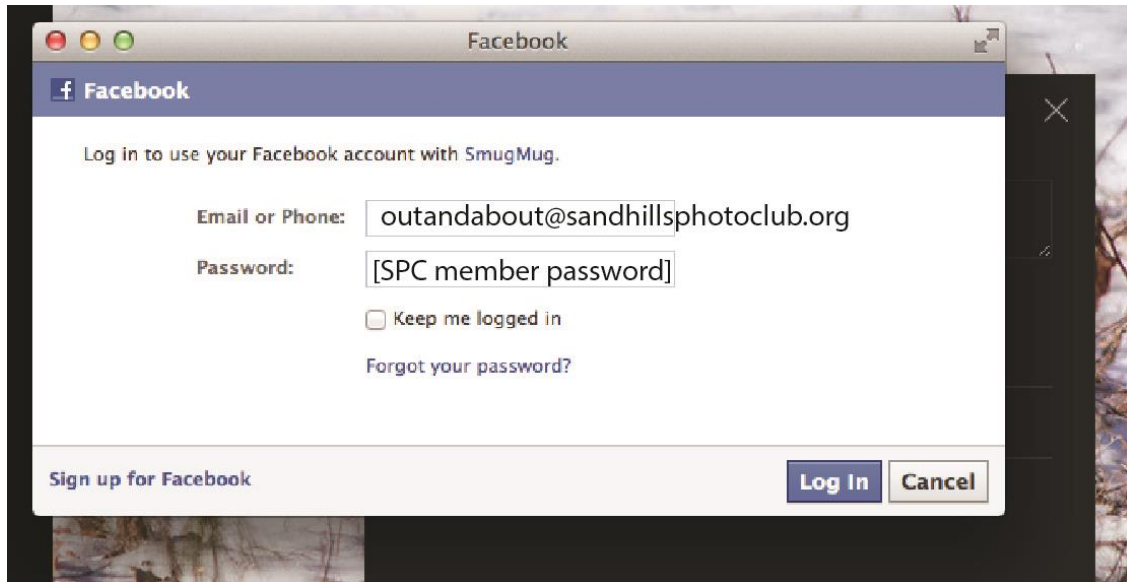 Facebook
f Facebook
Log in to use your Facebook account with SmugMug.
Email or Phone: outandabout@sandhillsphotoclub.org
Password: [SPC member password]
Keep me logged in
Forgot your password?
Sign up for Facebook Log In Cancel